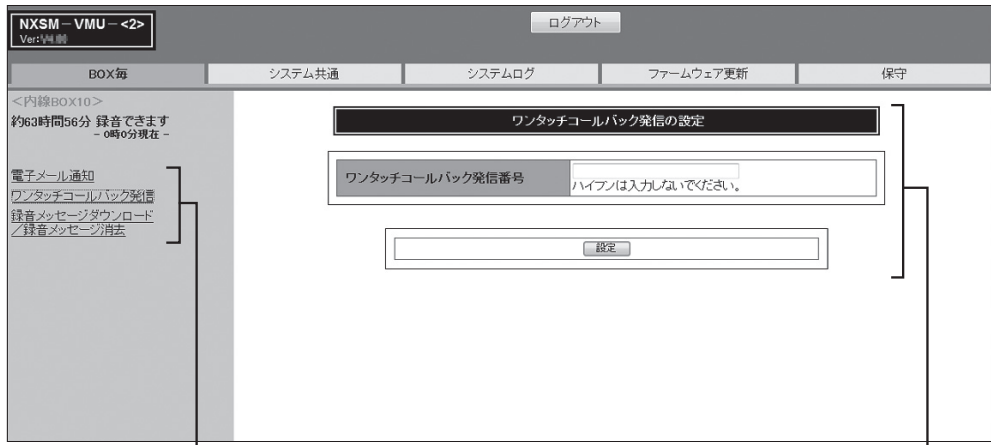 NXSM－VMU－<2>
Ver:
ログアウト
BOX毎
システム共通
システムログ
ファームウェア更新
保守
＜内線BOX10＞
約63時間56分 録音できます
－ 0時0分現在 －
電子メール通知
ワンタッチコールバック発信
録音メッセージダウンロード
／録音メッセージ消去
ワンタッチコールバック発信の設定
ワンタッチコールバック発信番号
ハイフンは入力しないでください。
設定